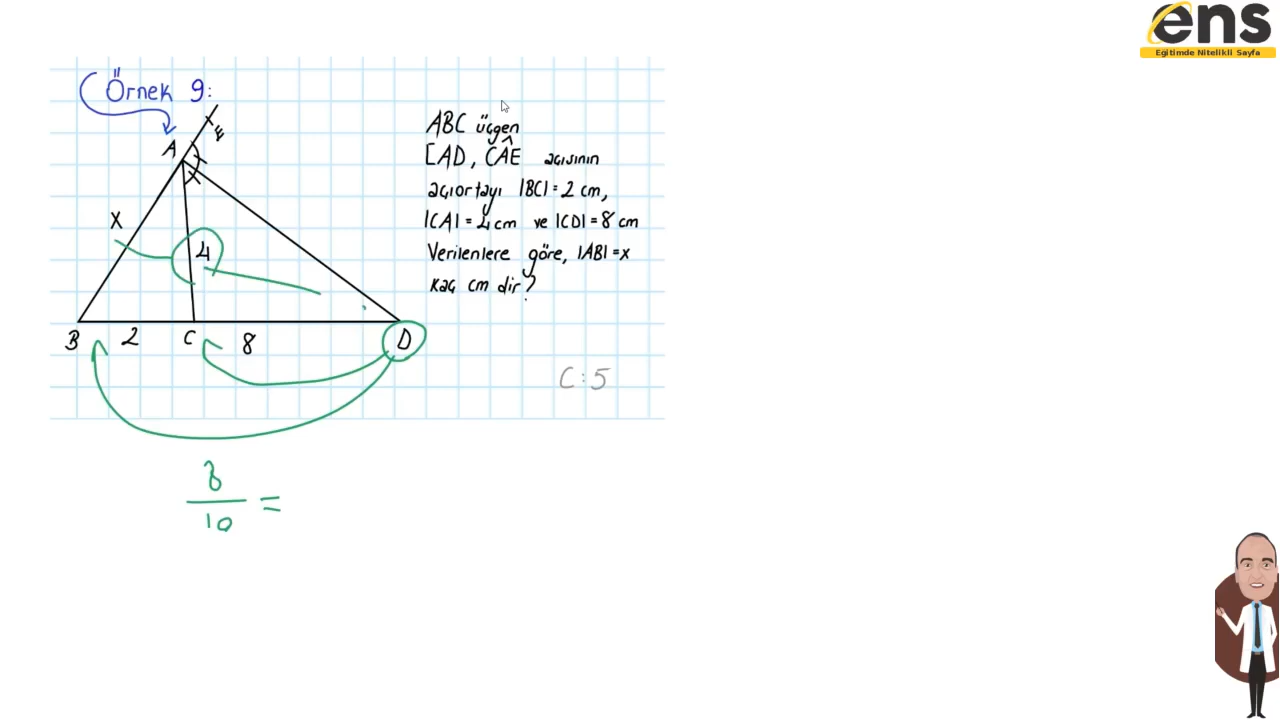 ens
Egitimde Nitelikli Sayfa
Örnek 9:
ABC üçgen
[AD, CÂE açısının
açıortayı |BC| = 2 cm,
|CA| = 4 cm ve |CD| = 8 cm
Verilenlere göre, |AB| = x
kaç cm dir?
C:5
A
E
X
4
B 2 C 8 D
8
10 =